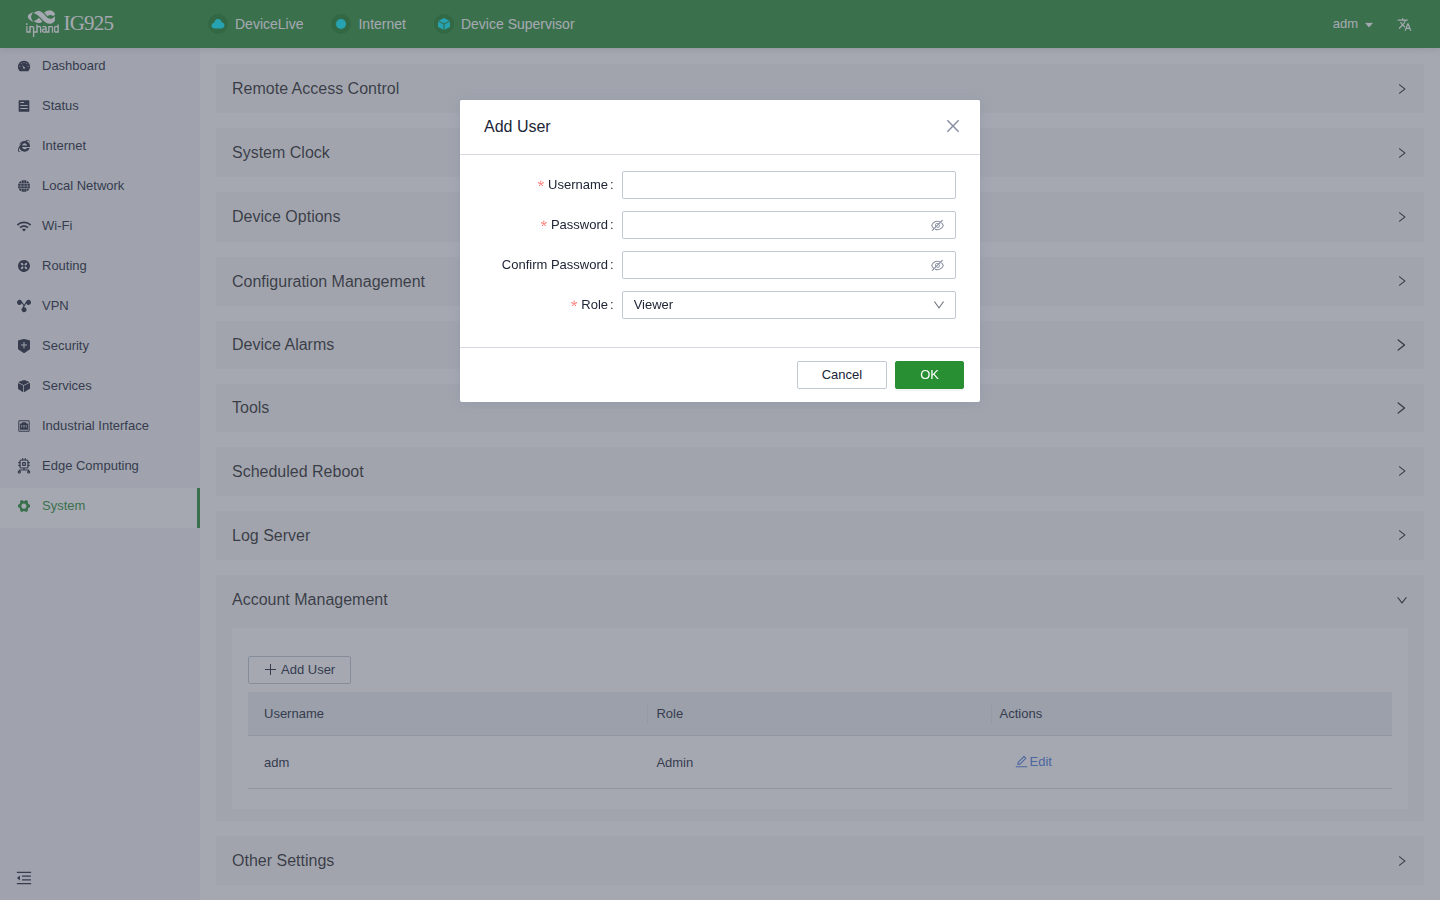 inhand IG925
DeviceLive
Internet
Device Supervisor
adm
Dashboard
Status
Internet
Local Network
Wi-Fi
Routing
VPN
Security
Services
Industrial Interface
Edge Computing
System
Remote Access Control
System Clock
Device Options
Configuration Management
Device Alarms
Tools
Scheduled Reboot
Log Server
Account Management
Add User
Username Role Actions
adm Admin Edit
Other Settings
Add User
* Username :
* Password :
Confirm Password :
* Role : Viewer
Cancel OK